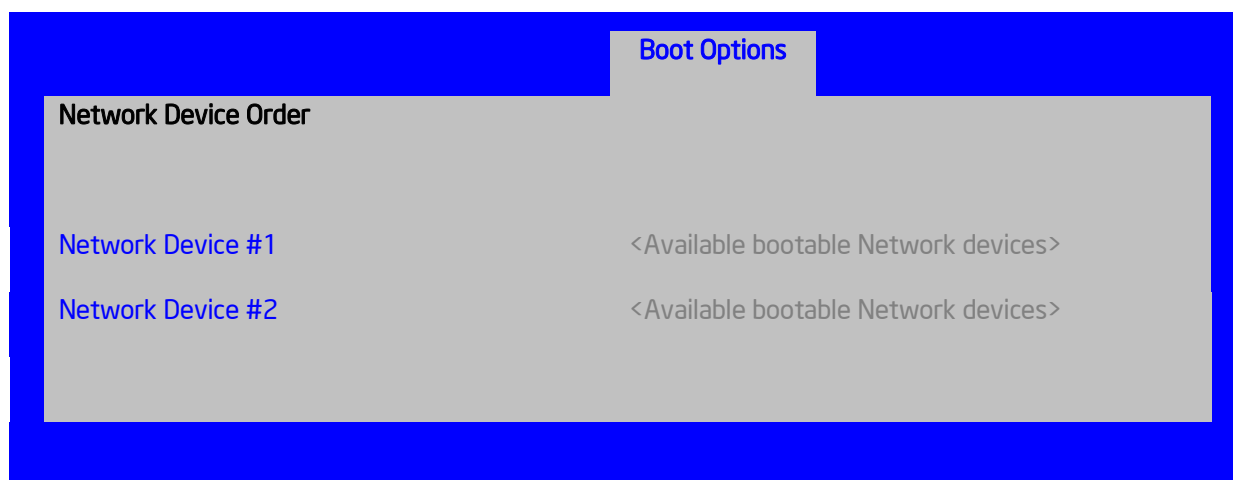 Boot Options
Network Device Order
Network Device #1 <Available bootable Network devices>
Network Device #2 <Available bootable Network devices>